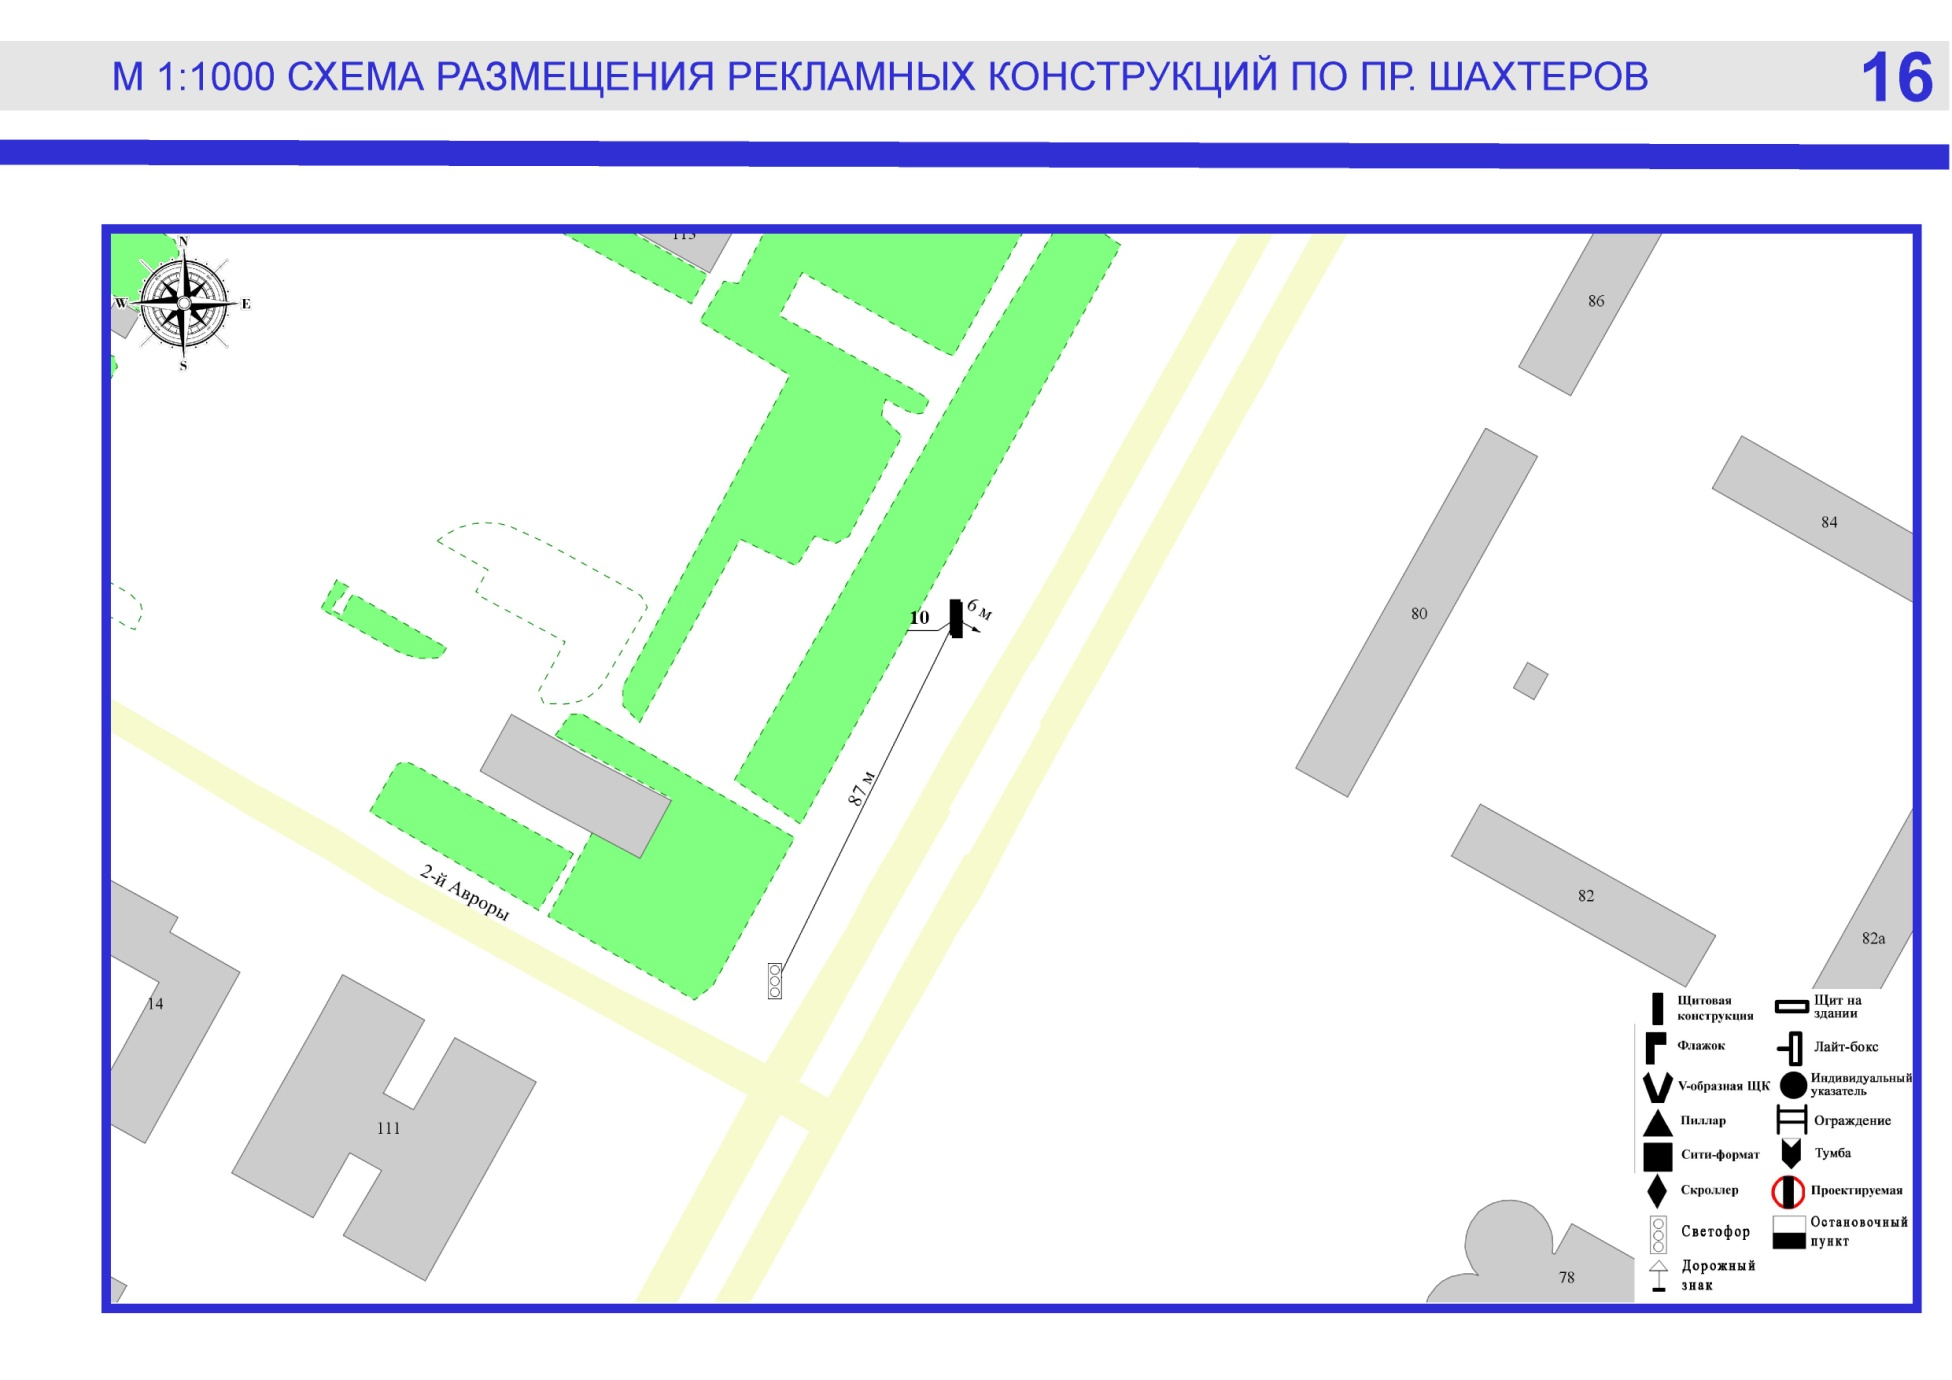 М 1:1000 СХЕМА РАЗМЕЩЕНИЯ РЕКЛАМНЫХ КОНСТРУКЦИЙ ПО ПР. ШАХТЕРОВ
16
N
W
E
S
113
86
84
80
10
6 м
87 м
2-й Авроры
82
82а
14
111
78
Щитовая
конструкция
Флажок
V-образная ЩК
Пиллар
Сити-формат
Скроллер
Светофор
Дорожный
знак
Щит на
здании
Лайт-бокс
Индивидуальный
указатель
Ограждение
Тумба
Проектируемая
Остановочный
пункт